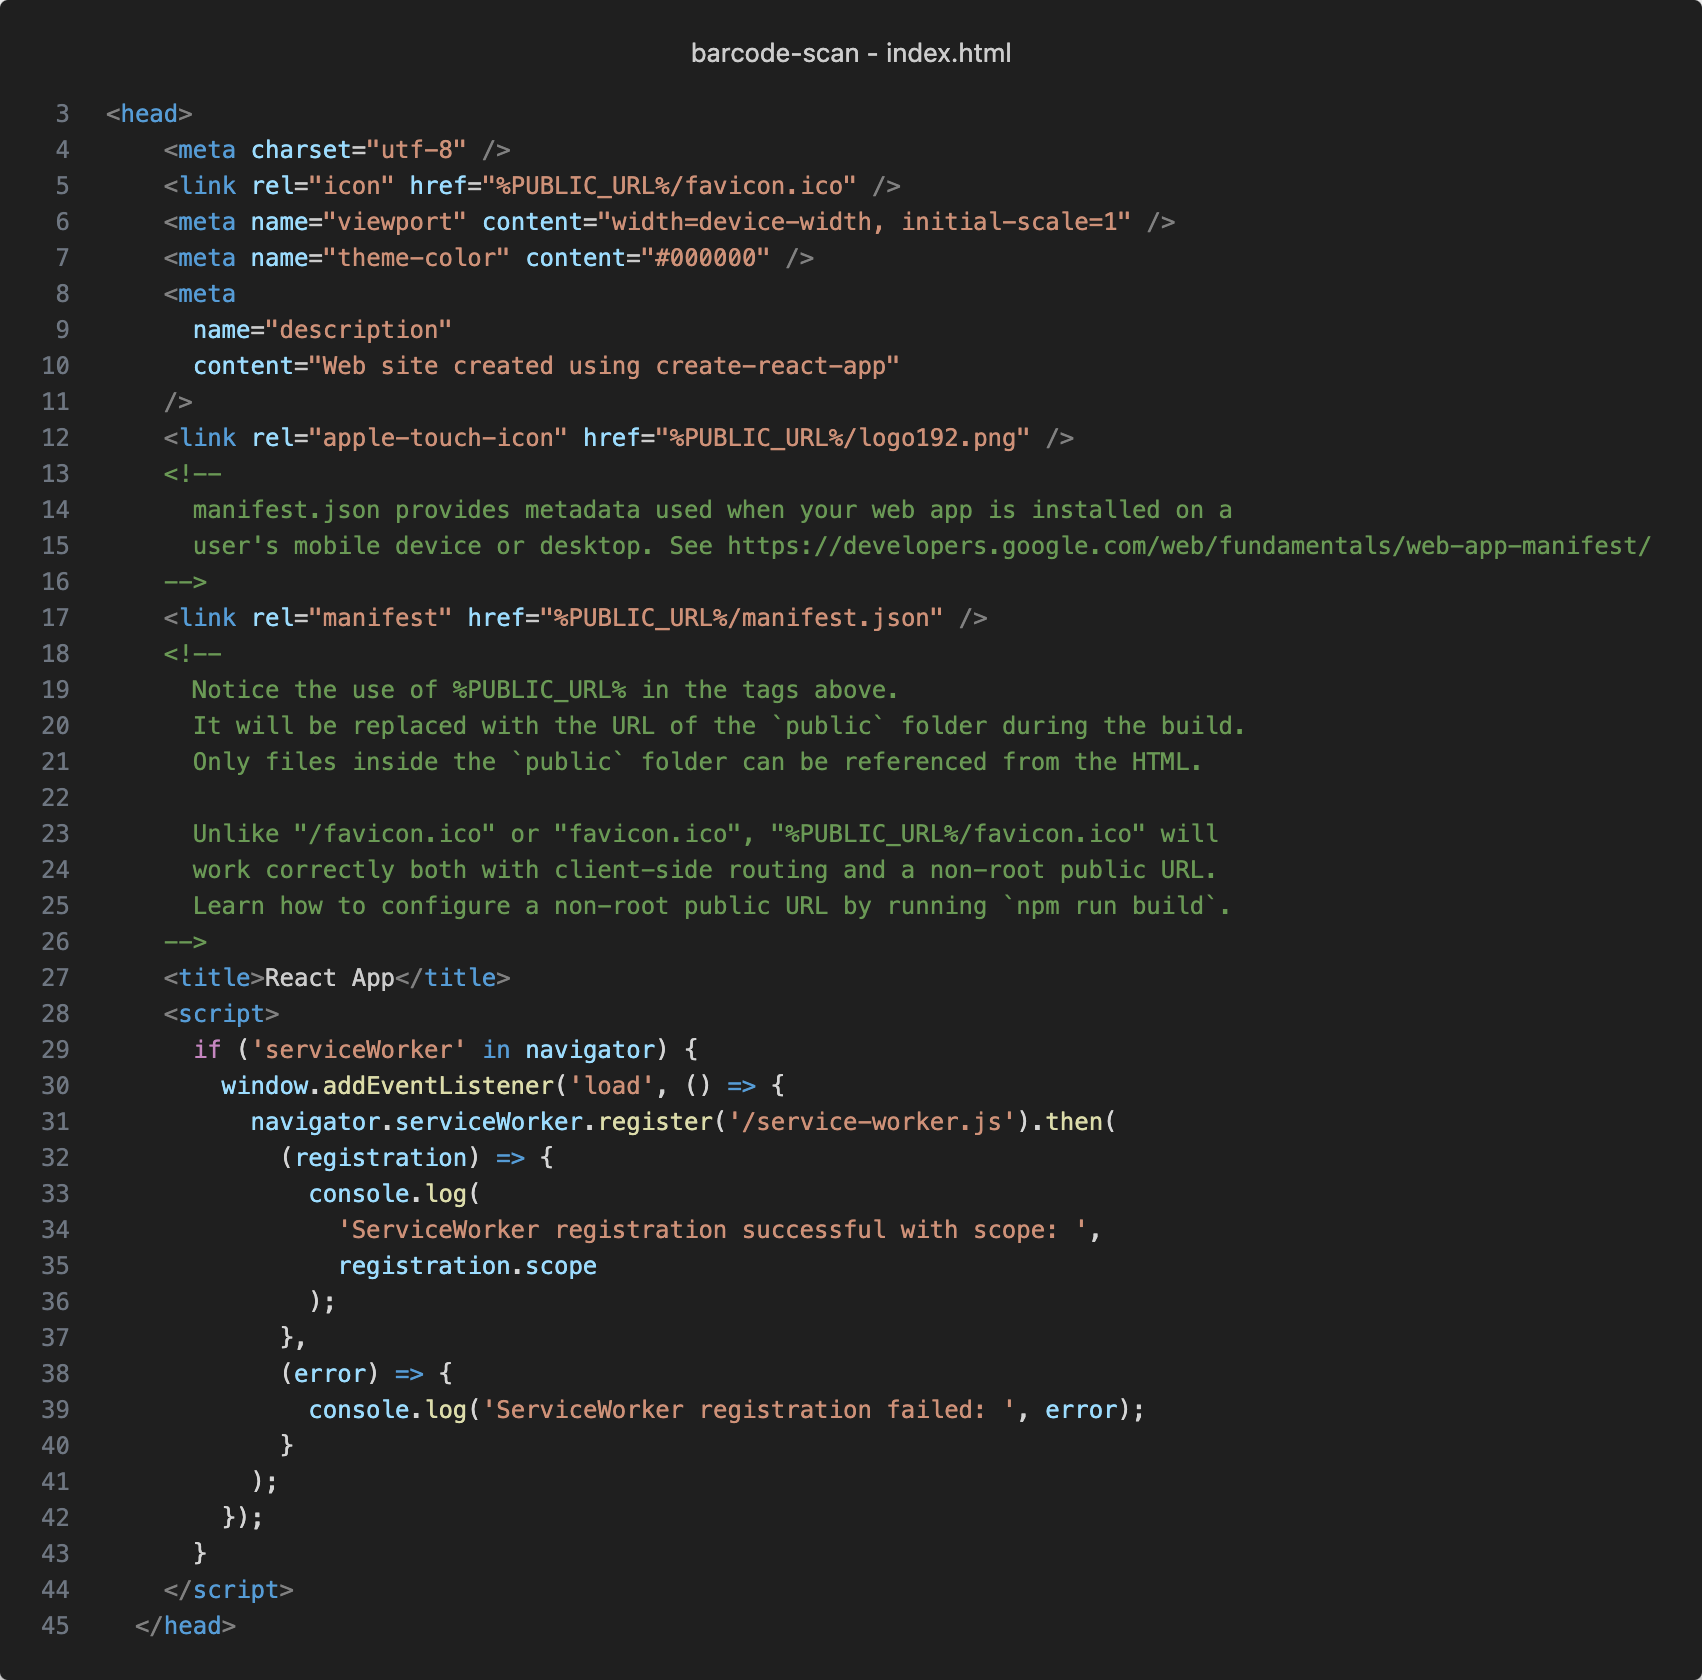 barcode-scan - index.html
3 <head>
4     <meta charset="utf-8" />
5     <link rel="icon" href="%PUBLIC_URL%/favicon.ico" />
6     <meta name="viewport" content="width=device-width, initial-scale=1" />
7     <meta name="theme-color" content="#000000" />
8     <meta
9       name="description"
10       content="Web site created using create-react-app"
11     />
12     <link rel="apple-touch-icon" href="%PUBLIC_URL%/logo192.png" />
13     <!--
14       manifest.json provides metadata used when your web app is installed on a
15       user's mobile device or desktop. See https://developers.google.com/web/fundamentals/web-app-manifest/
16     -->
17     <link rel="manifest" href="%PUBLIC_URL%/manifest.json" />
18     <!--
19       Notice the use of %PUBLIC_URL% in the tags above.
20       It will be replaced with the URL of the `public` folder during the build.
21       Only files inside the `public` folder can be referenced from the HTML.
22
23       Unlike "/favicon.ico" or "favicon.ico", "%PUBLIC_URL%/favicon.ico" will
24       work correctly both with client-side routing and a non-root public URL.
25       Learn how to configure a non-root public URL by running `npm run build`.
26     -->
27     <title>React App</title>
28     <script>
29       if ('serviceWorker' in navigator) {
30         window.addEventListener('load', () => {
31           navigator.serviceWorker.register('/service-worker.js').then(
32             (registration) => {
33               console.log(
34                 'ServiceWorker registration successful with scope: ',
35                 registration.scope
36               );
37             },
38             (error) => {
39               console.log('ServiceWorker registration failed: ', error);
40             }
41           );
42         });
43       }
44     </script>
45   </head>